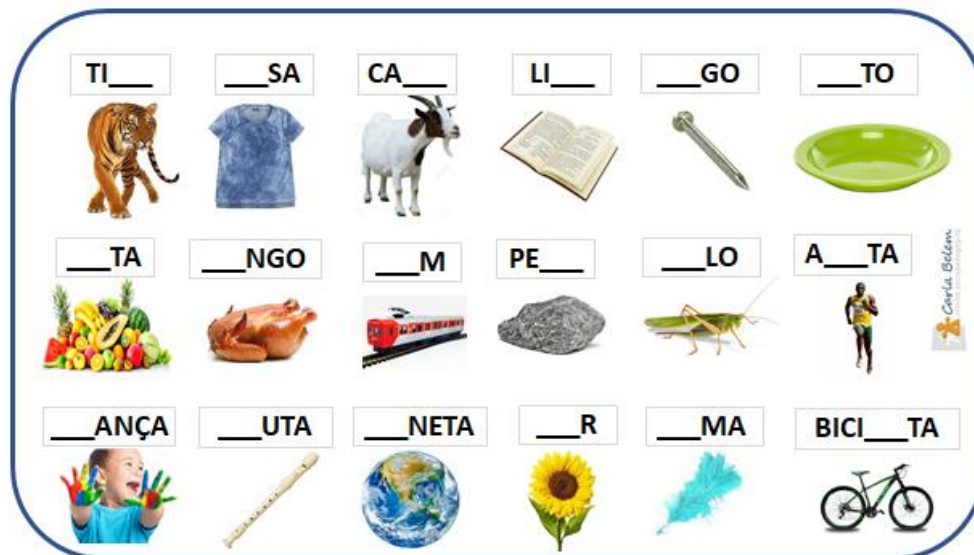 TI___ ___SA CA___ LI___ ___GO ___TO
___TA ___NGO ___M PE___ ___LO A___TA
Carla Belem
___ANÇA ___UTA ___NETA ___R ___MA BICI___TA